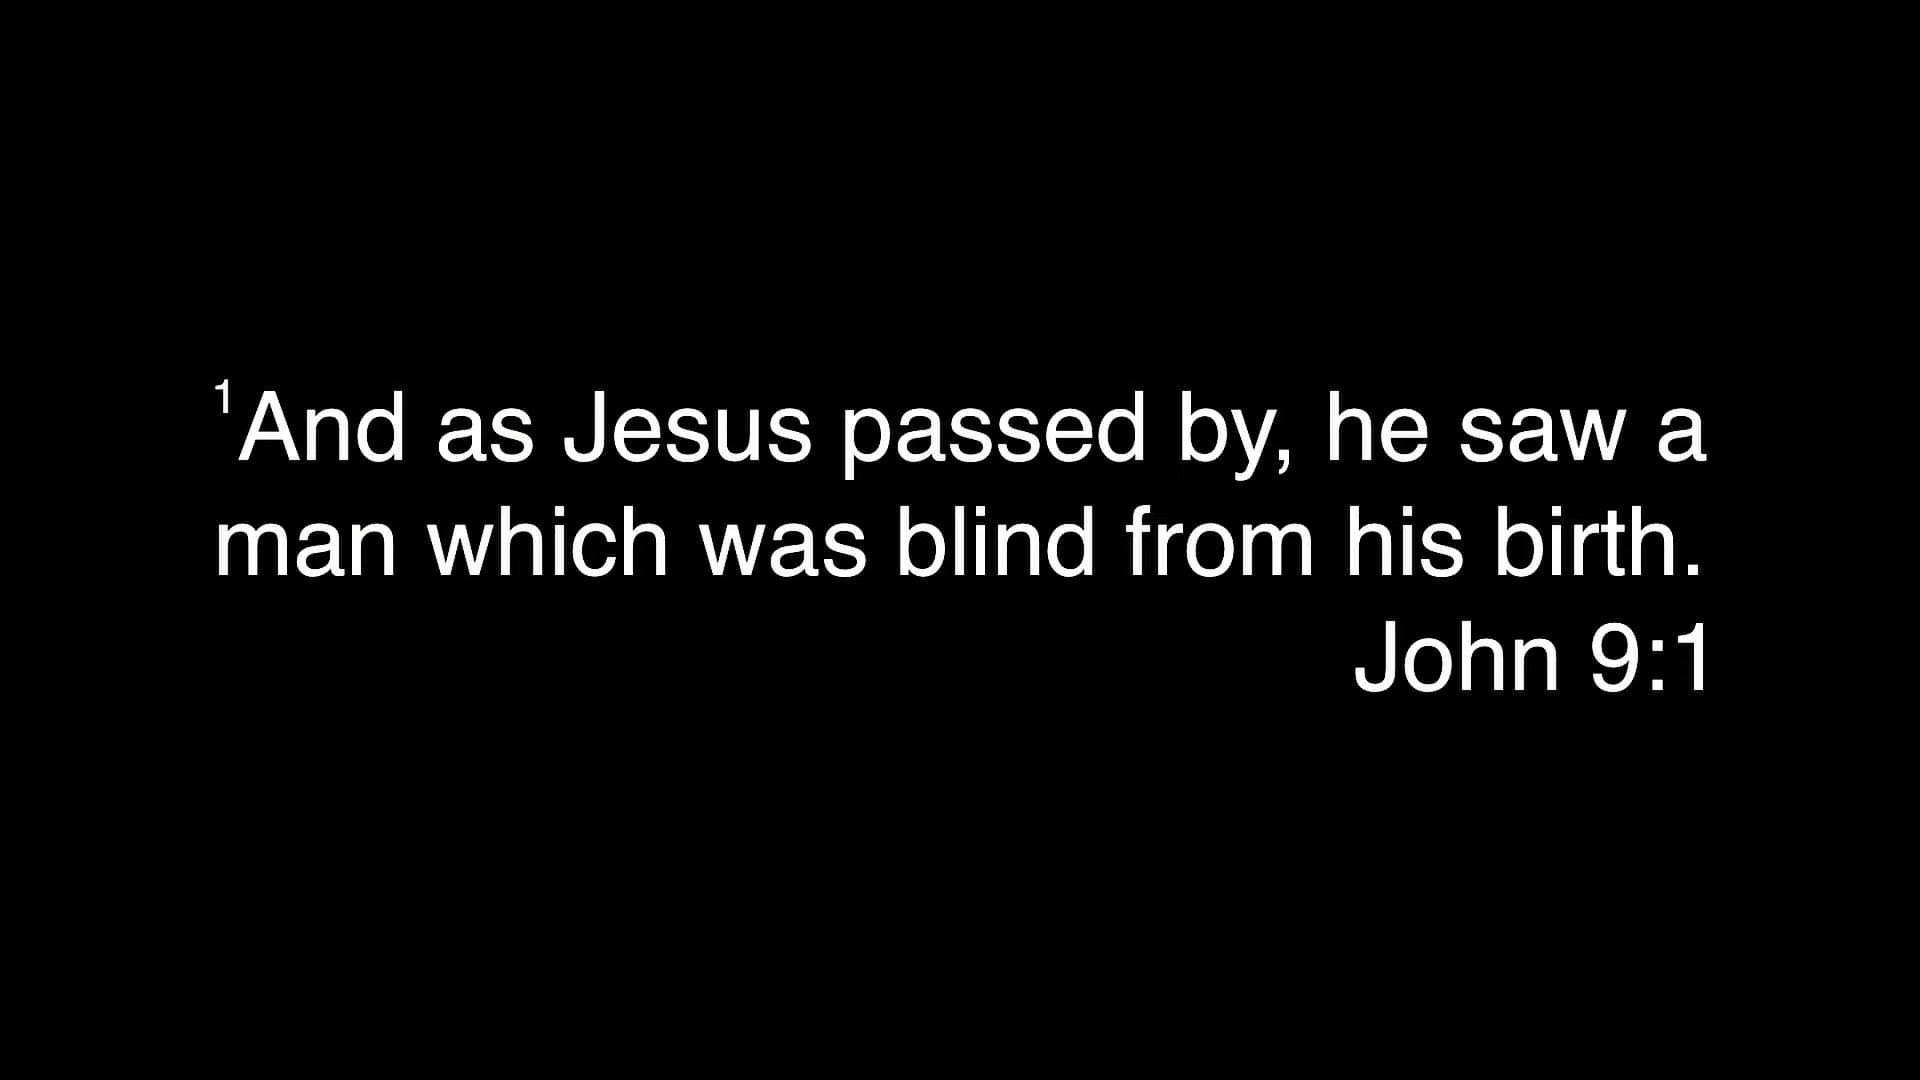 ¹And as Jesus passed by, he saw a
man which was blind from his birth.
John 9:1